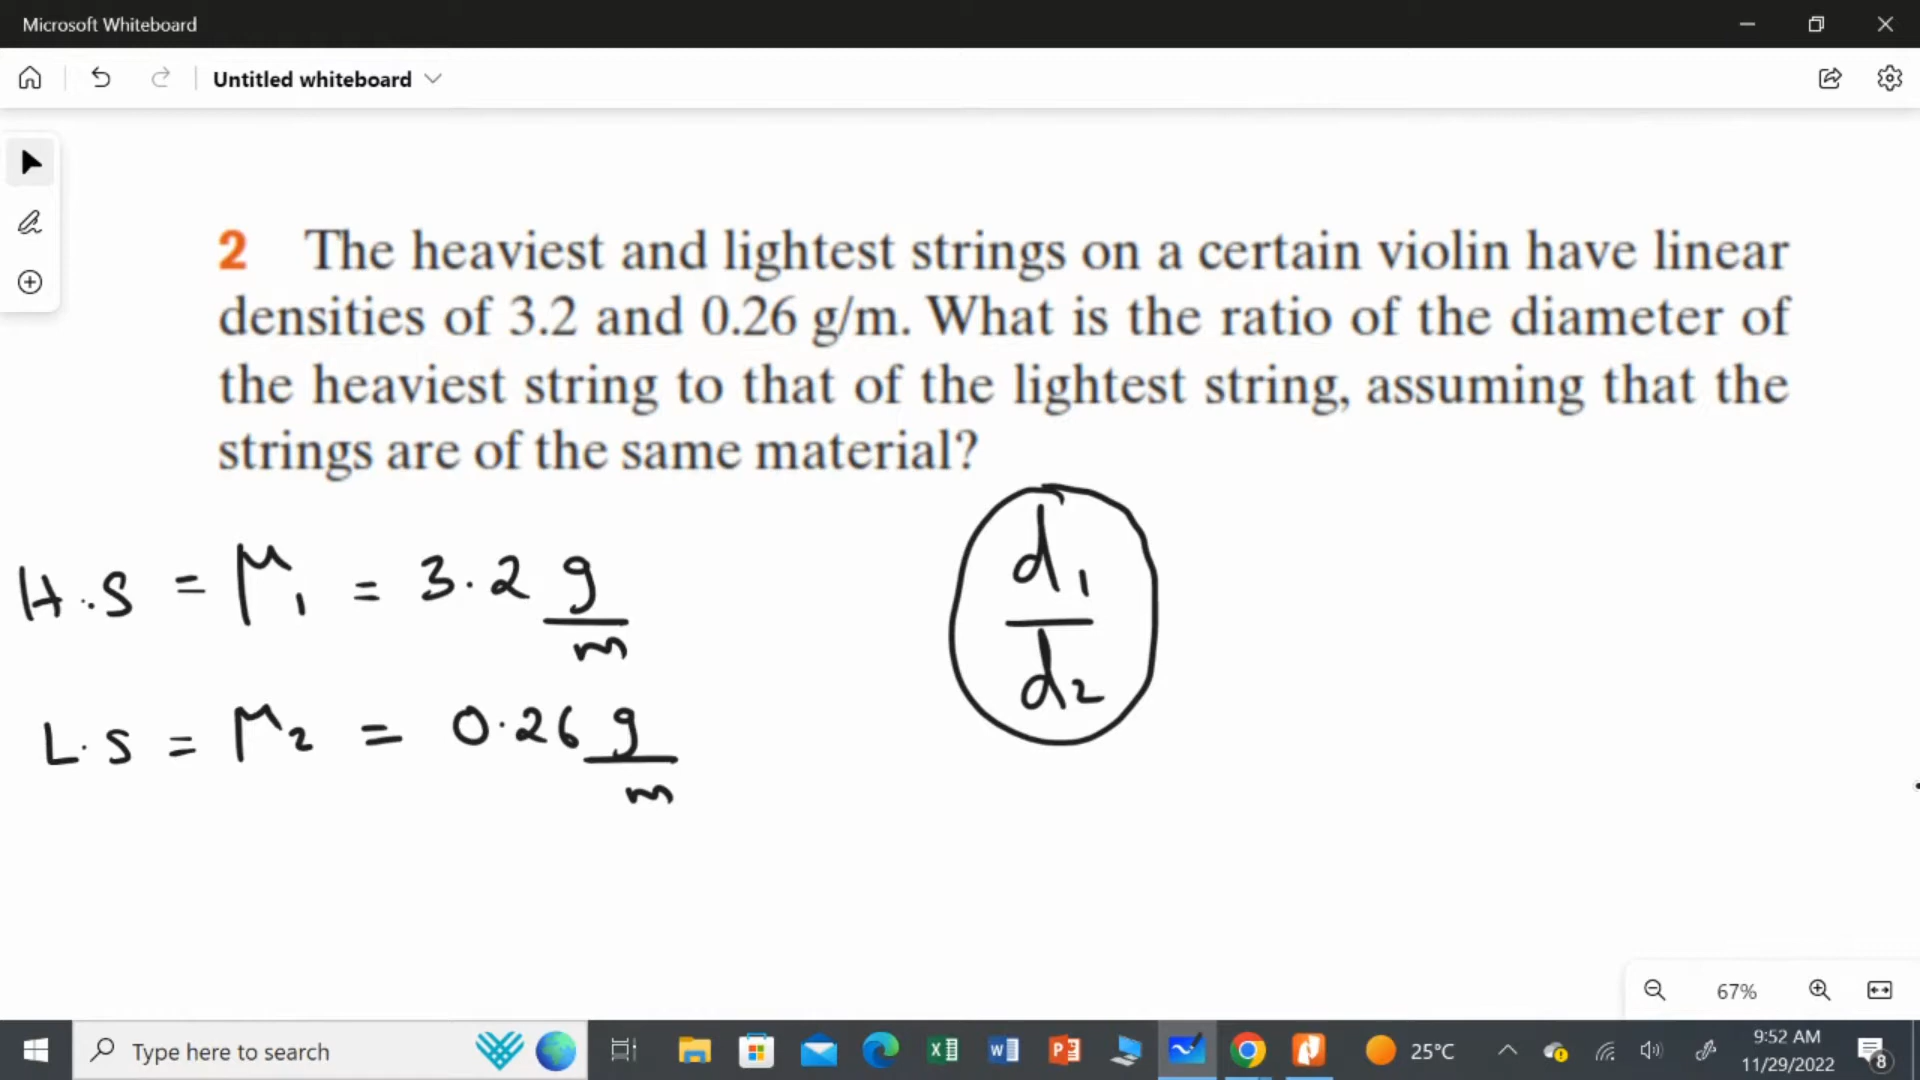 Microsoft Whiteboard
Untitled whiteboard
2 The heaviest and lightest strings on a certain violin have linear
densities of 3.2 and 0.26 g/m. What is the ratio of the diameter of
the heaviest string to that of the lightest string, assuming that the
strings are of the same material?
H.S = μ₁ = 3.2 g/m
L.S = μ₂ = 0.26 g/m
d₁
d₂
67%
Type here to search
25°C
9:52 AM
11/29/2022
8